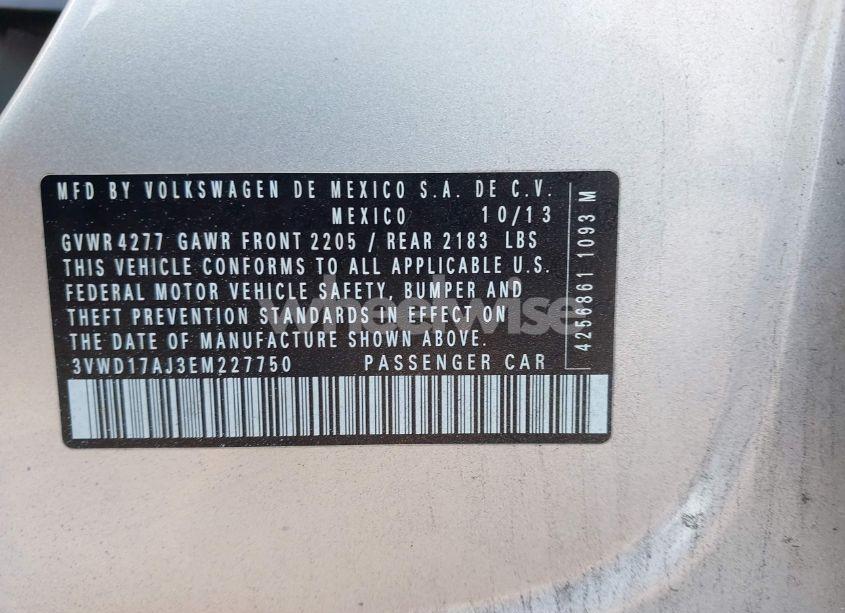 MFD BY VOLKSWAGEN DE MEXICO S.A. DE C.V.
MEXICO 10/13
GVWR 4277 GAWR FRONT 2205 / REAR 2183 LBS
THIS VEHICLE CONFORMS TO ALL APPLICABLE U.S.
FEDERAL MOTOR VEHICLE SAFETY, BUMPER AND
THEFT PREVENTION STANDARDS IN EFFECT ON
THE DATE OF MANUFACTURE SHOWN ABOVE.
3VWD17AJ3EM227750 PASSENGER CAR
4256861 1093 M
wheelwise